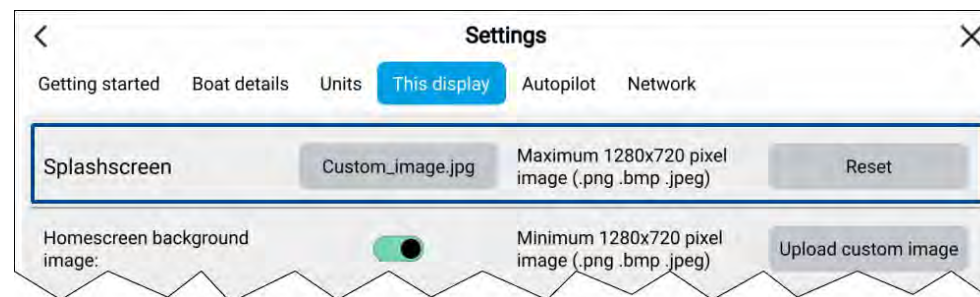 Settings
Getting started Boat details Units This display Autopilot Network
Splashscreen Custom_image.jpg Maximum 1280x720 pixel
image (.png .bmp .jpeg) Reset
Homescreen background
image: Minimum 1280x720 pixel
image (.png .bmp .jpeg) Upload custom image